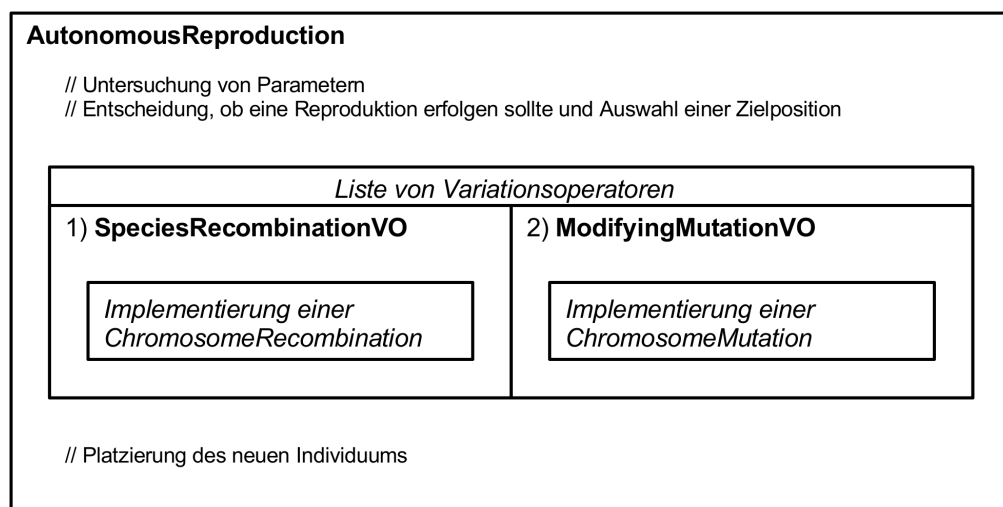 AutonomousReproduction
// Untersuchung von Parametern
// Entscheidung, ob eine Reproduktion erfolgen sollte und Auswahl einer Zielposition
Liste von Variationsoperatoren
1) SpeciesRecombinationVO
Implementierung einer
ChromosomeRecombination
2) ModifyingMutationVO
Implementierung einer
ChromosomeMutation
// Platzierung des neuen Individuums